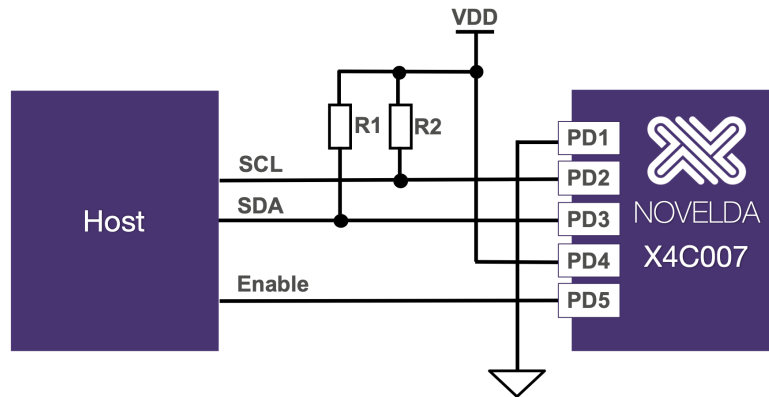 VDD
R1 R2
PD1
SCL
PD2
SDA
PD3
NOVELDA
Host
PD4
X4C007
Enable
PD5